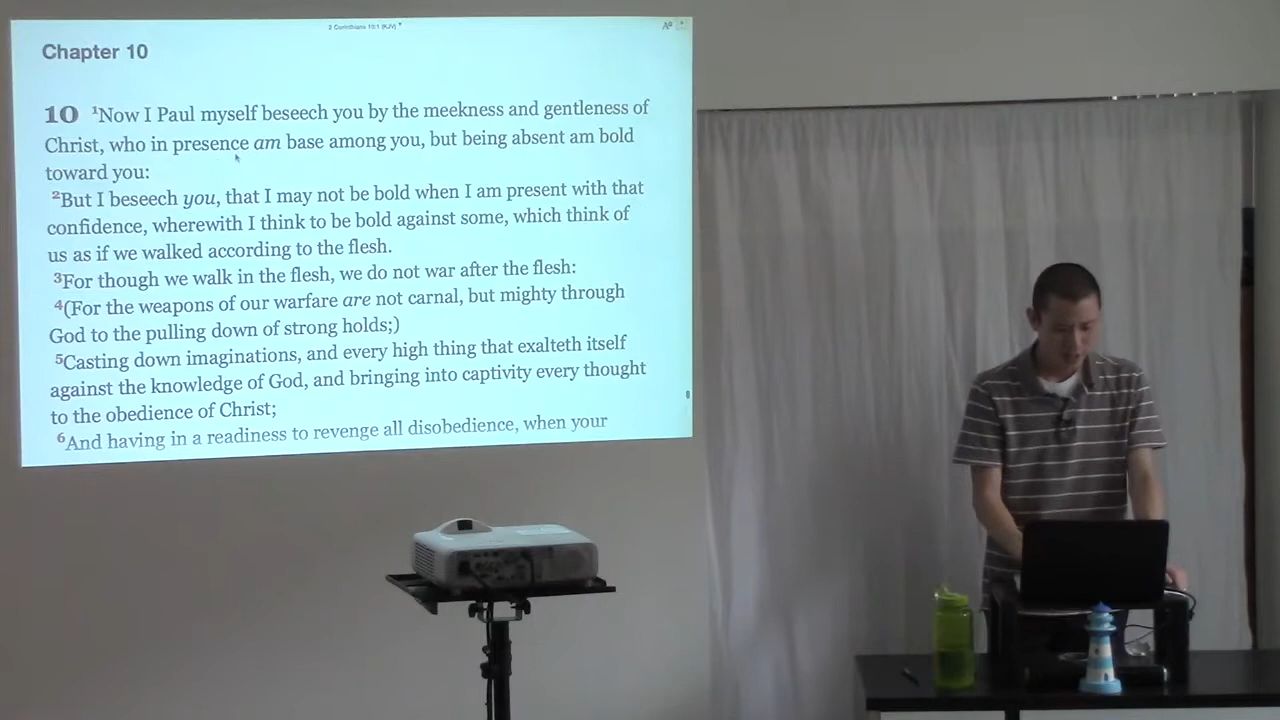 2 Corinthians 10:1 (KJV)
Chapter 10
10 ¹Now I Paul myself beseech you by the meekness and gentleness of
Christ, who in presence am base among you, but being absent am bold
toward you:
²But I beseech you, that I may not be bold when I am present with that
confidence, wherewith I think to be bold against some, which think of
us as if we walked according to the flesh.
³For though we walk in the flesh, we do not war after the flesh:
⁴(For the weapons of our warfare are not carnal, but mighty through
God to the pulling down of strong holds;)
⁵Casting down imaginations, and every high thing that exalteth itself
against the knowledge of God, and bringing into captivity every thought
to the obedience of Christ;
⁶And having in a readiness to revenge all disobedience, when your